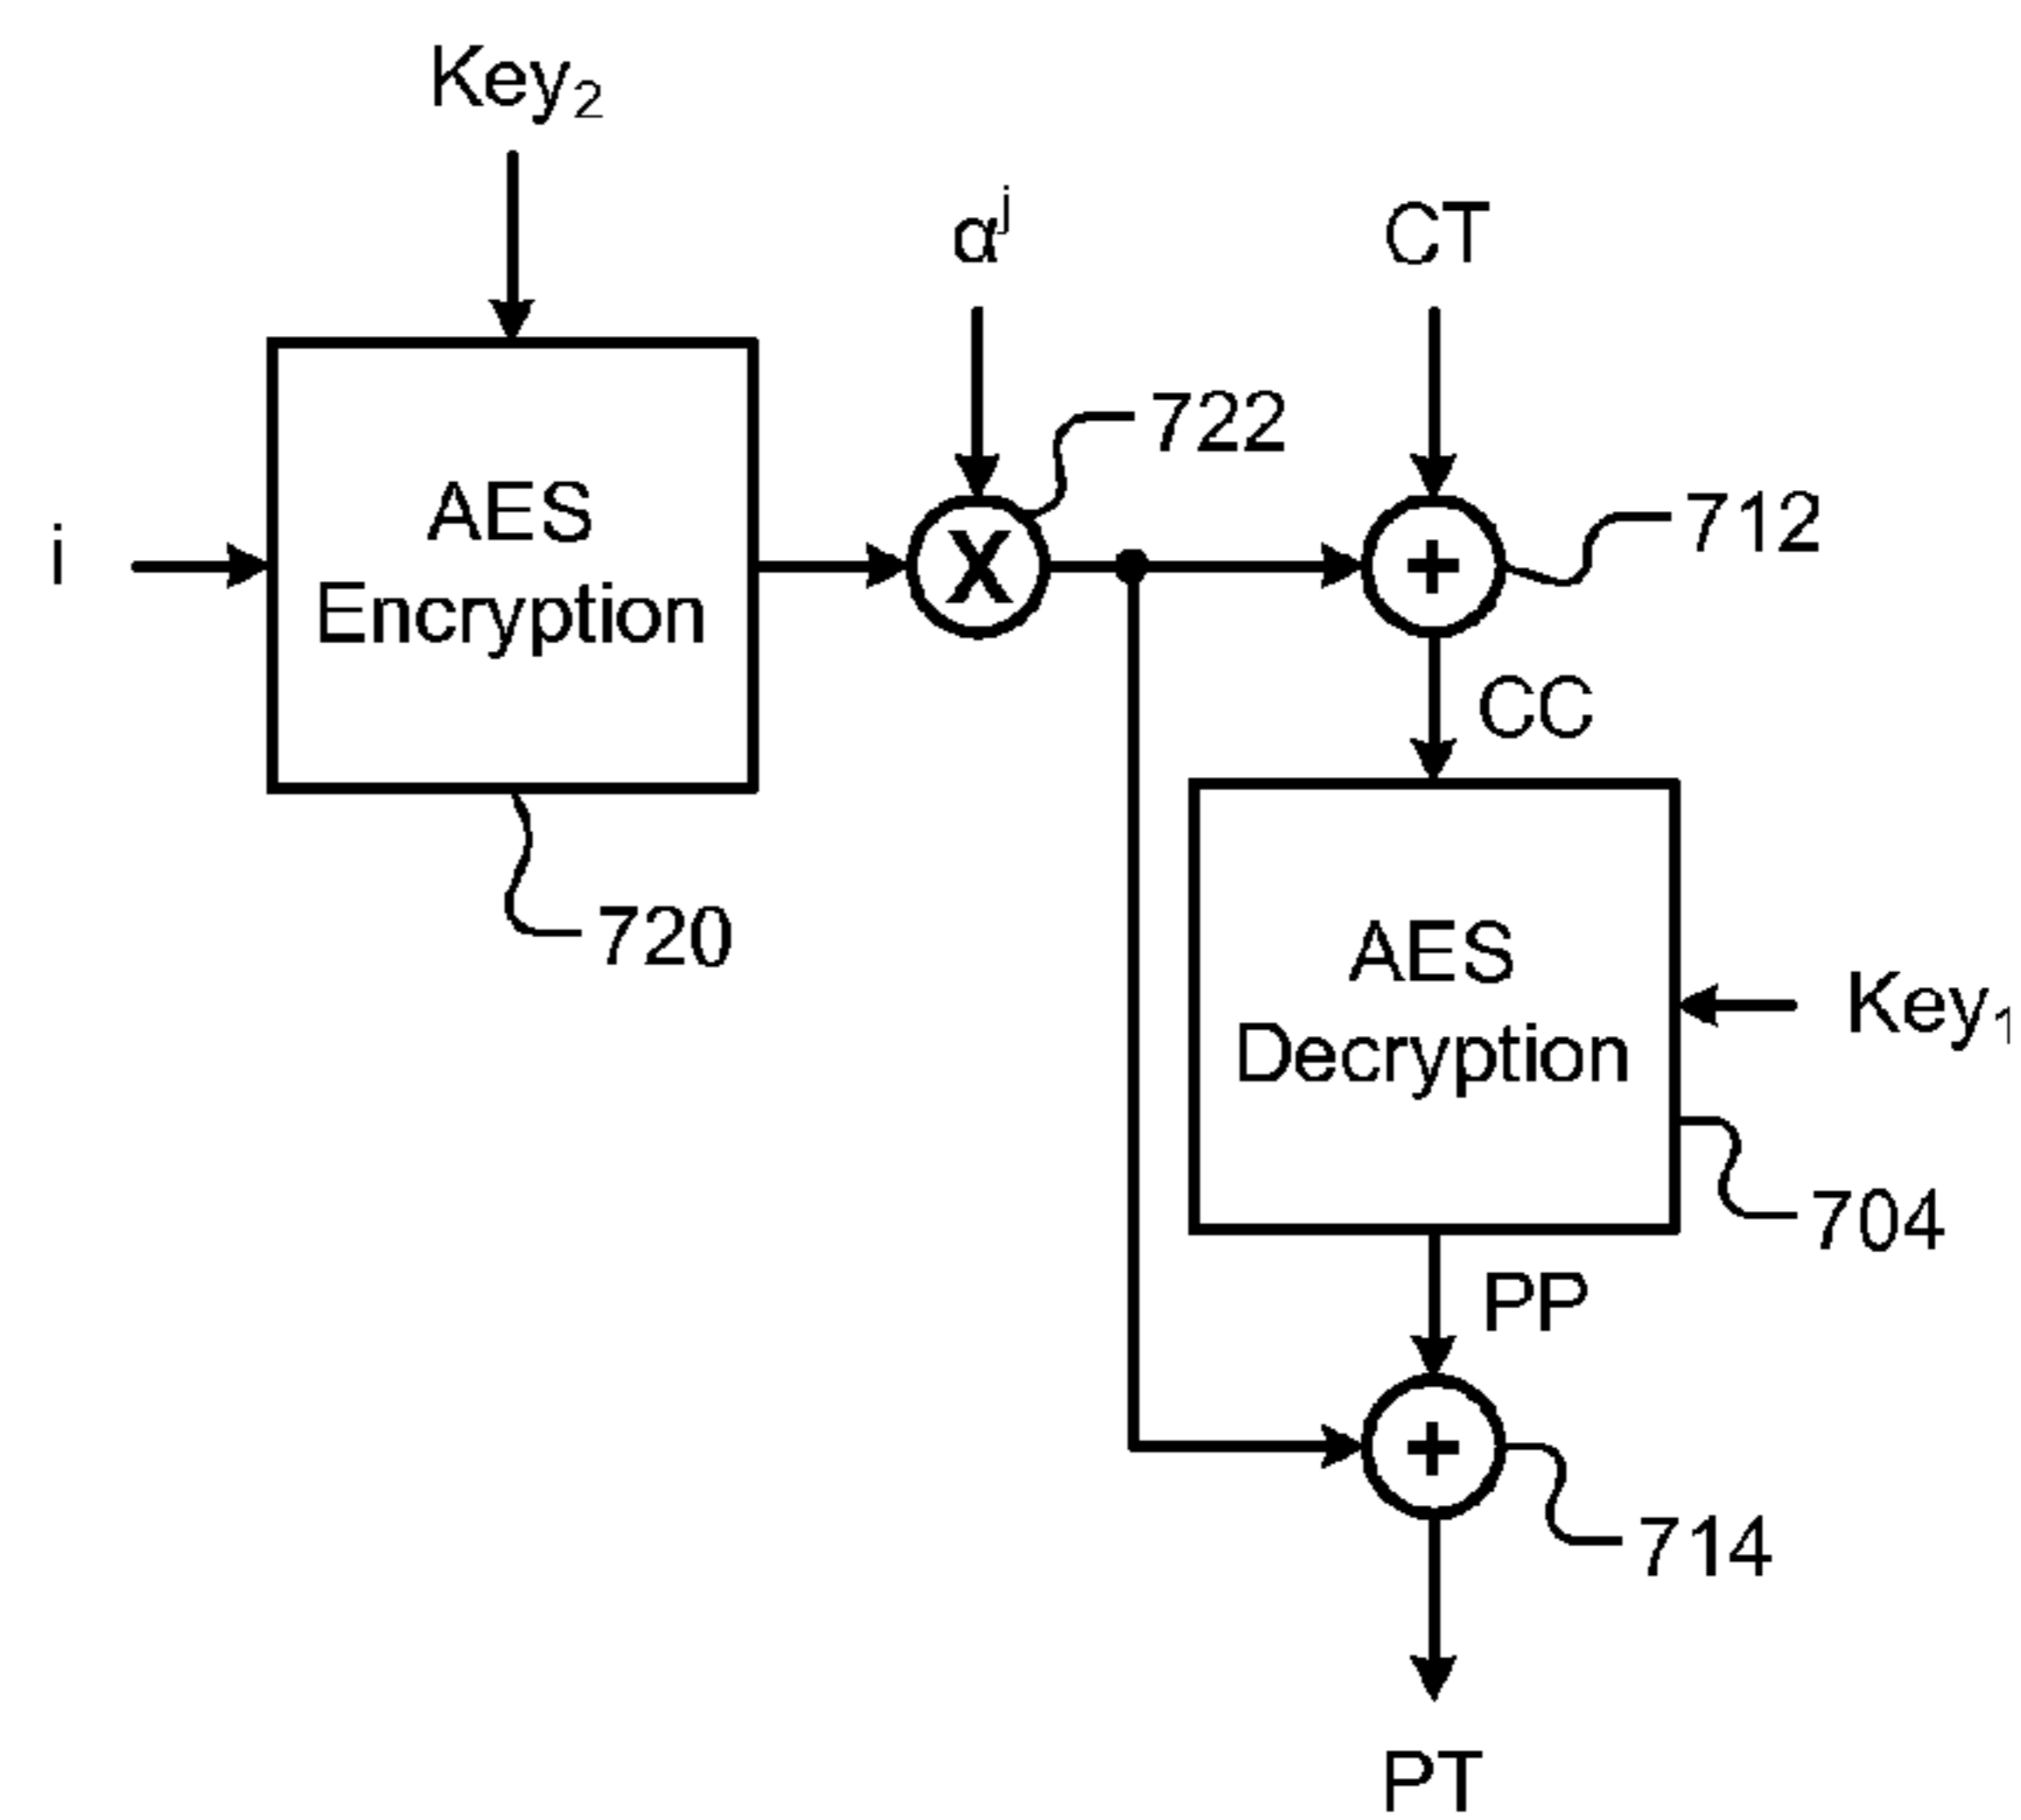 Key₂
αʲ
CT
722
712
i
AES
Encryption
CC
720
AES
Decryption
Key₁
704
PP
714
PT